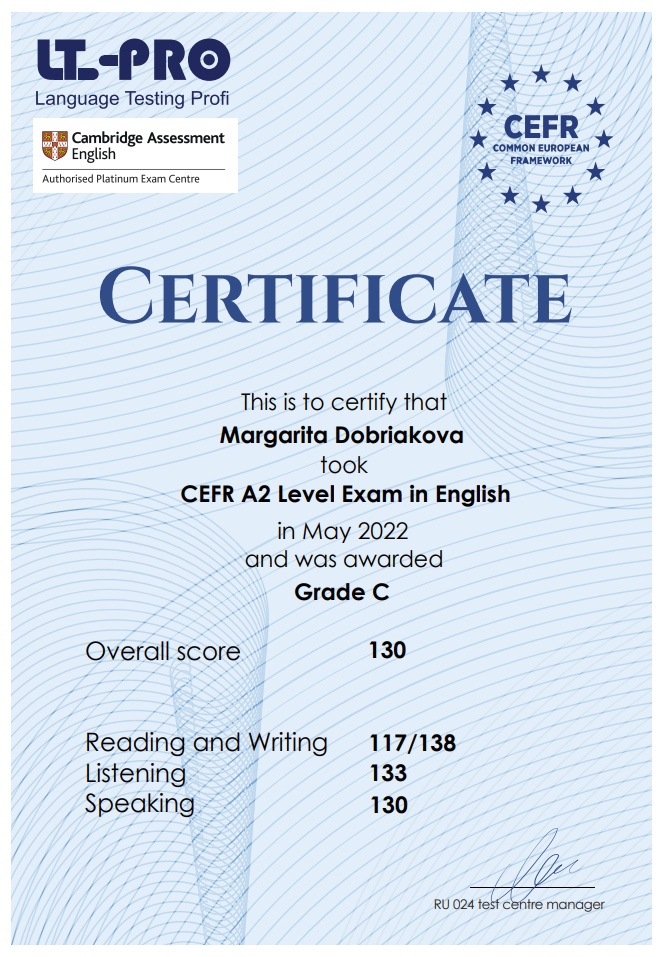 LT.-PRO
Language Testing Profi
Cambridge Assessment
English
Authorised Platinum Exam Centre
CEFR
COMMON EUROPEAN
FRAMEWORK
CERTIFICATE
This is to certify that
Margarita Dobriakova
took
CEFR A2 Level Exam in English
in May 2022
and was awarded
Grade C
Overall score 130
Reading and Writing 117/138
Listening 133
Speaking 130
RU 024 test centre manager